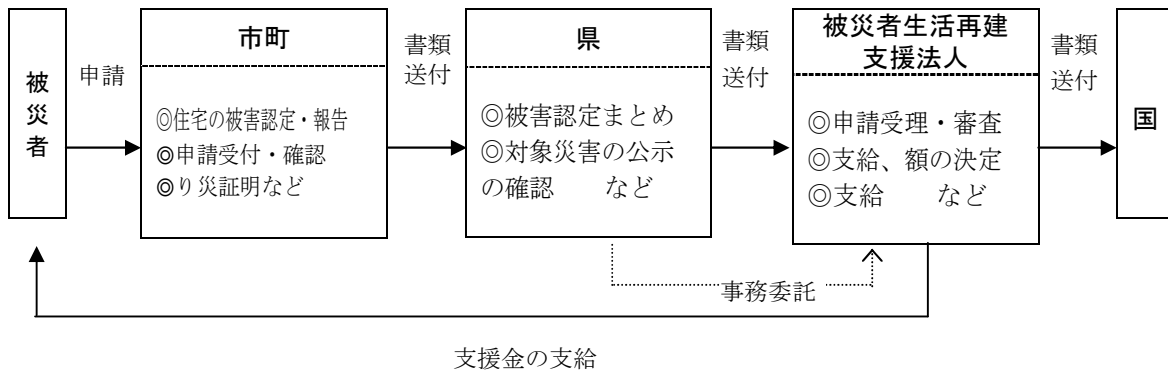 被災者
申請
市町
◎住宅の被害認定・報告
◎申請受付・確認
◎り災証明など
書類
送付
県
◎被害認定まとめ
◎対象災害の公示
の確認　　など
書類
送付
被災者生活再建
支援法人
◎申請受理・審査
◎支給、額の決定
◎支給　　など
書類
送付
国
事務委託
支援金の支給